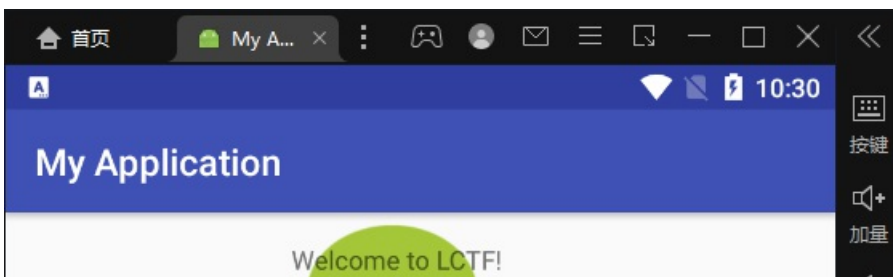 首页
My A...
10:30
My Application
按键
加量
Welcome to LCTF!